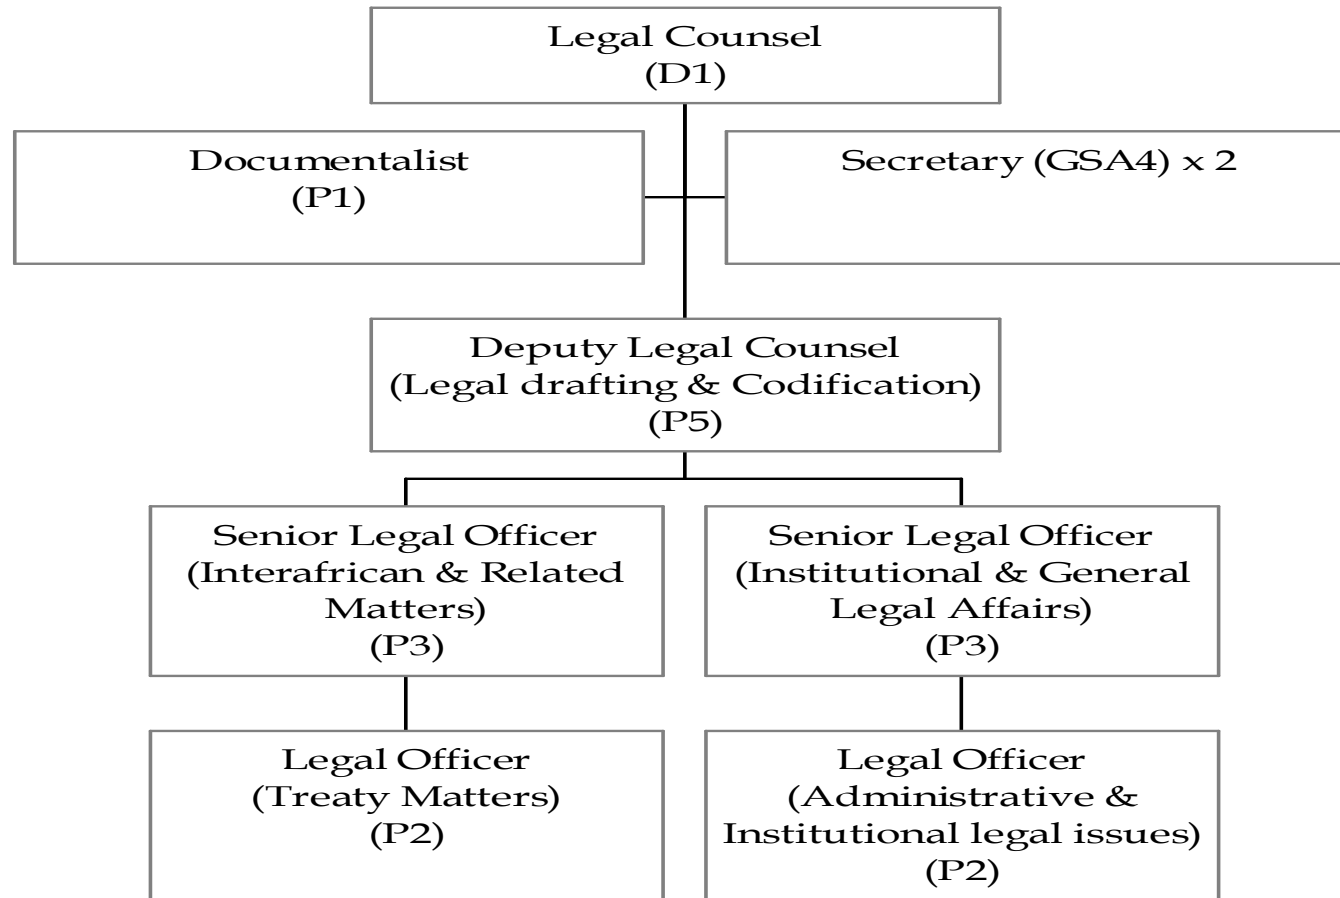 Legal Counsel
(D1)
Documentalist
(P1)
Secretary (GSA4) x 2
Deputy Legal Counsel
(Legal drafting & Codification)
(P5)
Senior Legal Officer
(Interafrican & Related
Matters)
(P3)
Senior Legal Officer
(Institutional & General
Legal Affairs)
(P3)
Legal Officer
(Treaty Matters)
(P2)
Legal Officer
(Administrative &
Institutional legal issues)
(P2)